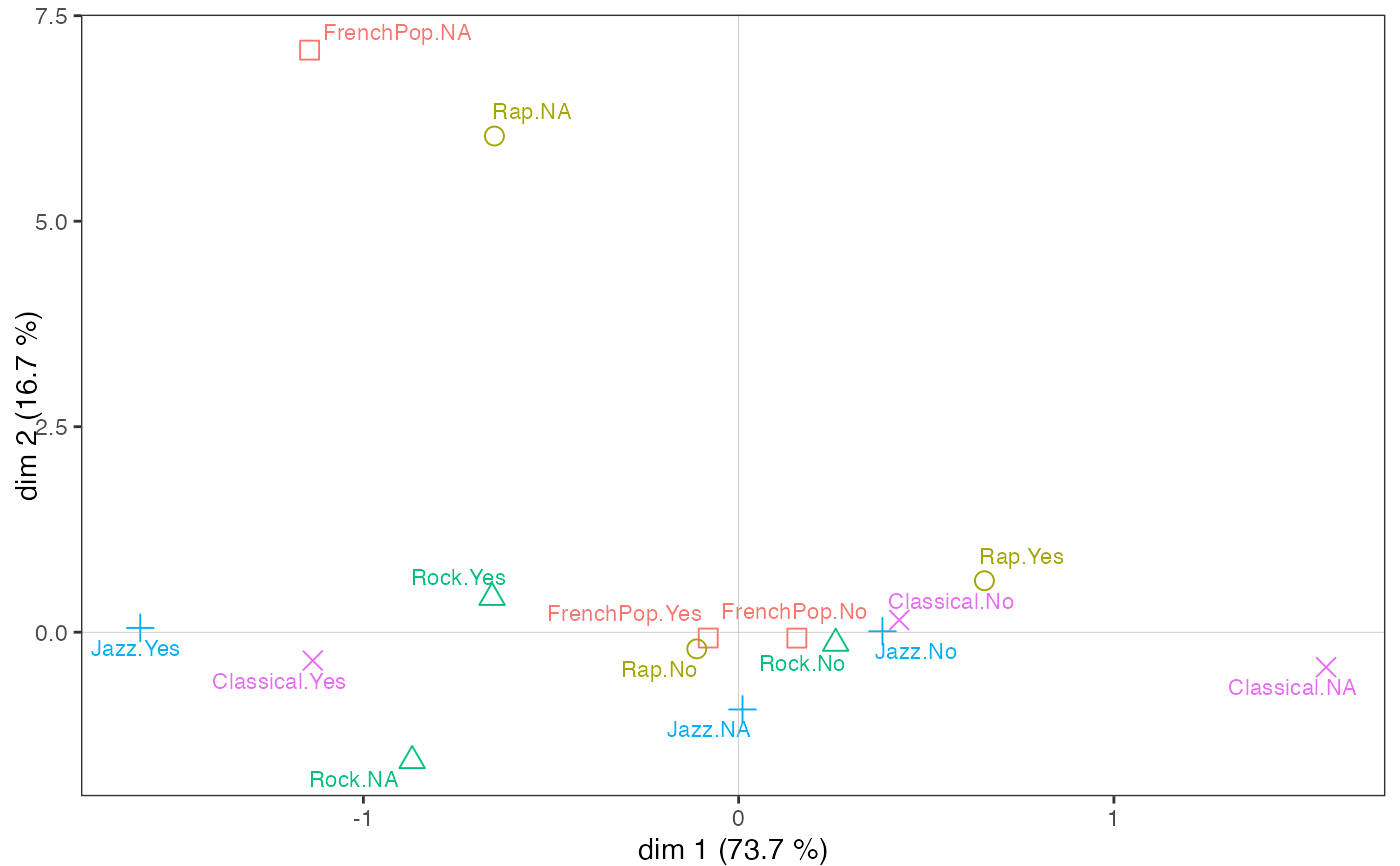 7.5
FrenchPop.NA
Rap.NA
5.0
dim 2 (16.7 %)
2.5
Rap.Yes
Rock.Yes
Classical.No
FrenchPop.Yes
FrenchPop.No
0.0
Jazz.Yes
Jazz.No
Rock.No
Rap.No
Classical.Yes
Classical.NA
Jazz.NA
Rock.NA
-1
0
1
dim 1 (73.7 %)